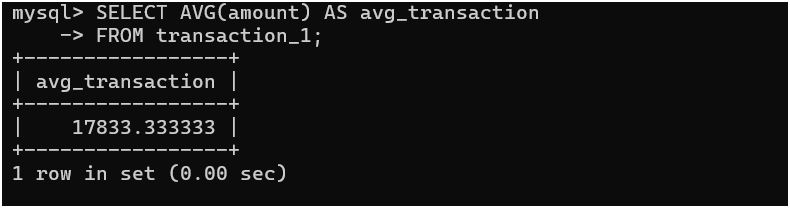 mysql> SELECT AVG(amount) AS avg_transaction
    -> FROM transaction_1;
+-----------------+
| avg_transaction |
+-----------------+
|    17833.333333 |
+-----------------+
1 row in set (0.00 sec)